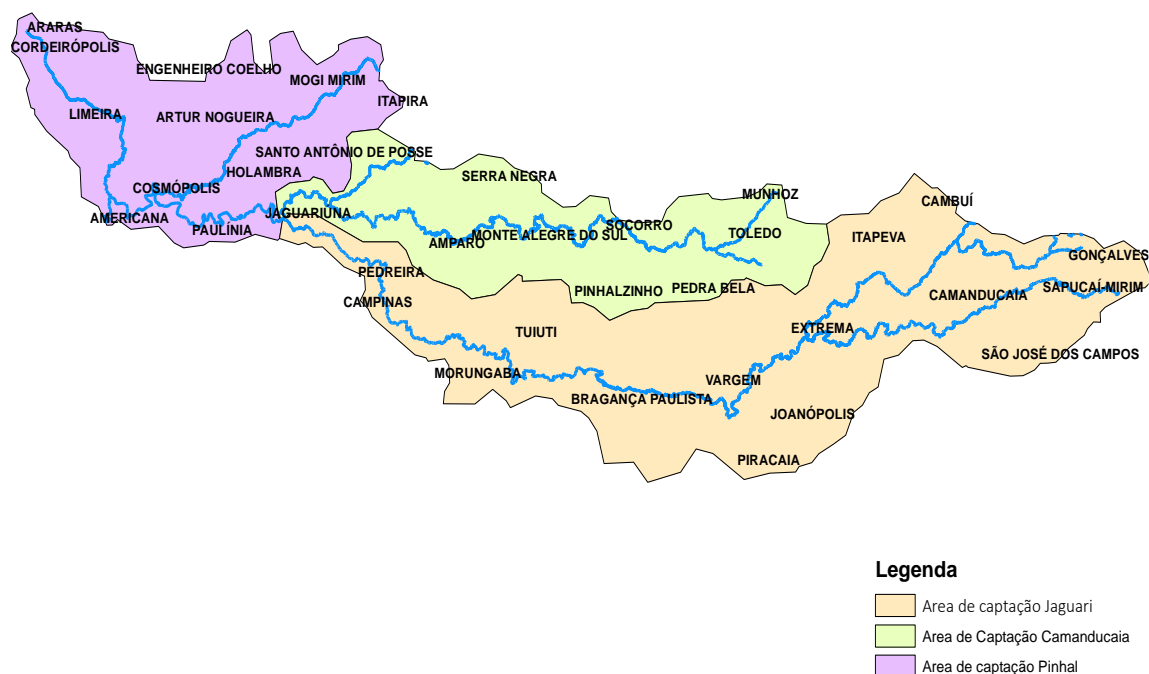 ARARAS
CORDEIRÓPOLIS
ENGENHEIRO COELHO
MOGI MIRIM
ITAPIRA
LIMEIRA
ARTUR NOGUEIRA
SANTO ANTÔNIO DE POSSE
HOLAMBRA
SERRA NEGRA
COSMÓPOLIS
MUNHOZ
CAMBUÍ
AMERICANA
JAGUARIÚNA
PAULÍNIA
SOCORRO
MONTE ALEGRE DO SUL
TOLEDO
ITAPEVA
AMPARO
GONÇALVES
PEDREIRA
PINHALZINHO
PEDRA BELA
CAMANDUCAIA
SAPUCAÍ-MIRIM
CAMPINAS
TUIUTI
EXTREMA
SÃO JOSÉ DOS CAMPOS
MORUNGABA
VARGEM
BRAGANÇA PAULISTA
JOANÓPOLIS
PIRACAIA
Legenda
Area de captação Jaguari
Area de Captação Camanducaia
Area de captação Pinhal